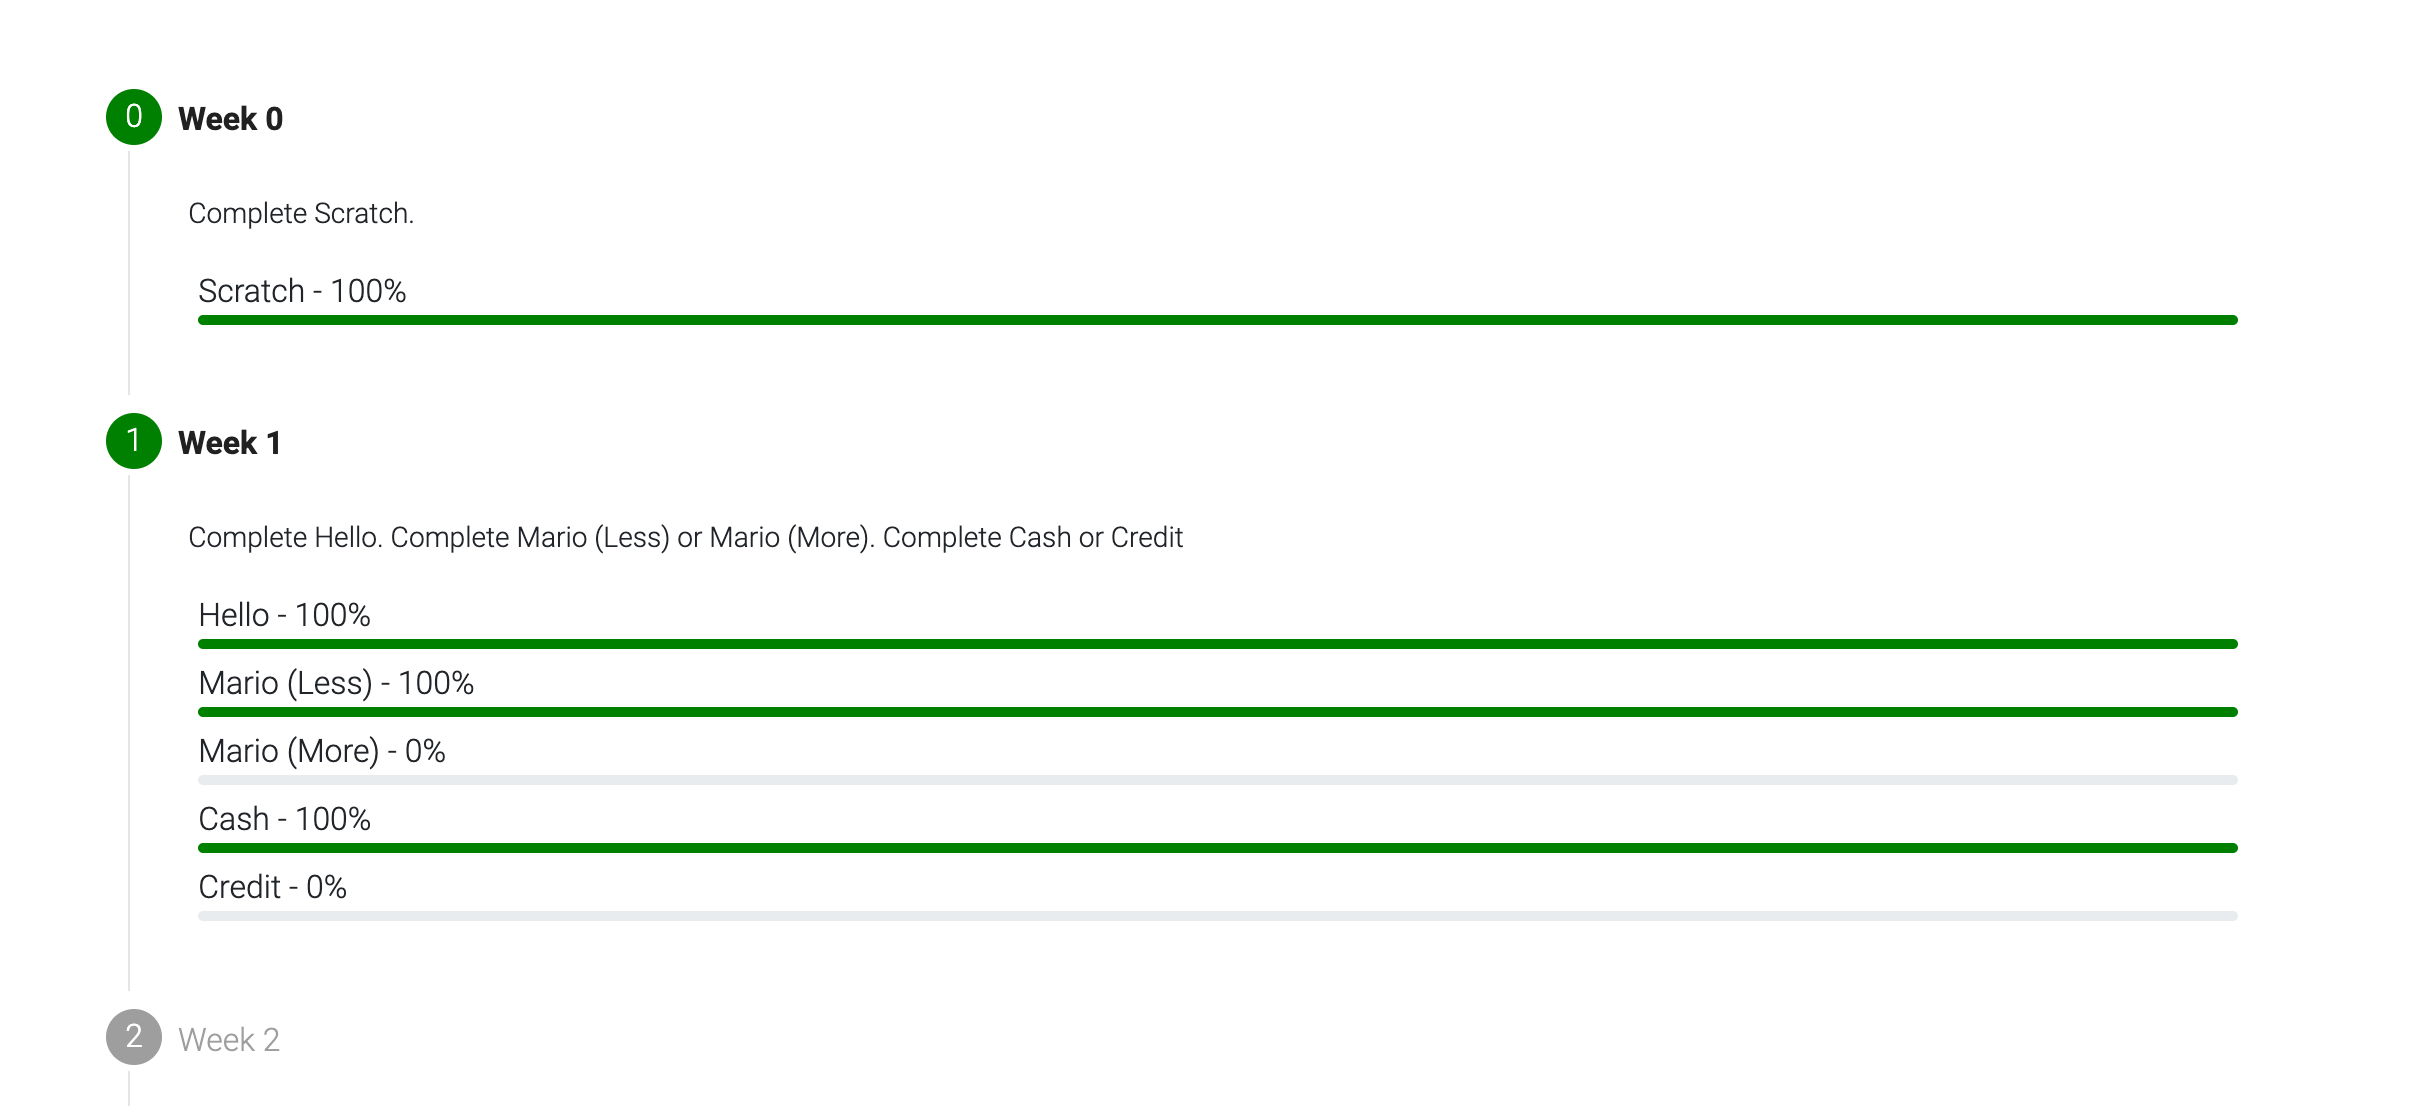 0 Week 0
Complete Scratch.
Scratch - 100%
1 Week 1
Complete Hello. Complete Mario (Less) or Mario (More). Complete Cash or Credit
Hello - 100%
Mario (Less) - 100%
Mario (More) - 0%
Cash - 100%
Credit - 0%
2 Week 2